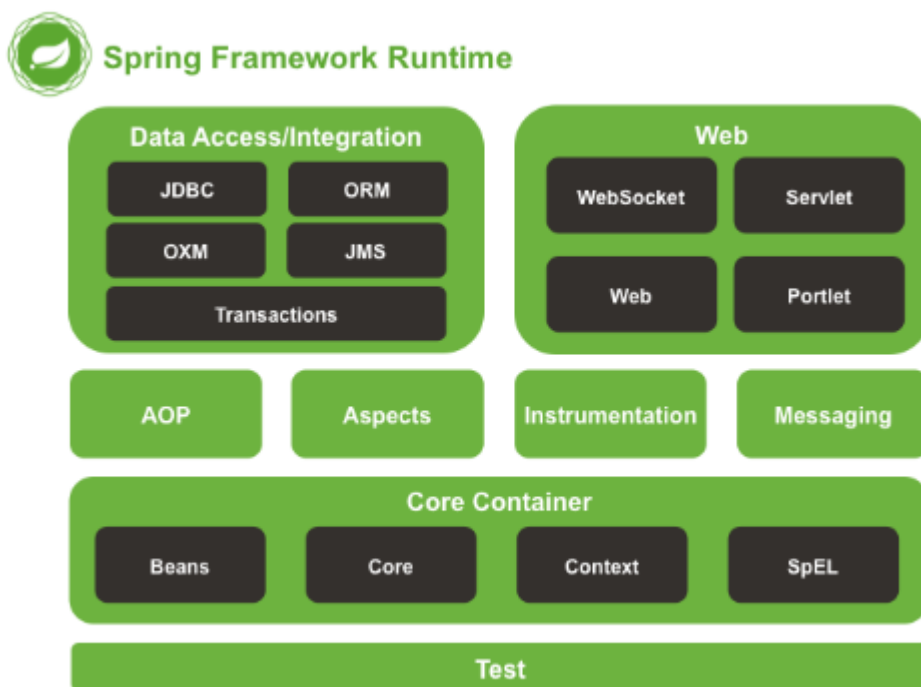 Spring Framework Runtime
Data Access/Integration
JDBC
ORM
OXM
JMS
Transactions
Web
WebSocket
Servlet
Web
Portlet
AOP
Aspects
Instrumentation
Messaging
Core Container
Beans
Core
Context
SpEL
Test